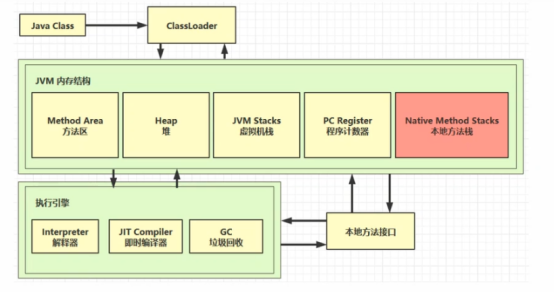 Java Class
ClassLoader
JVM 内存结构
Method Area
方法区
Heap
堆
JVM Stacks
虚拟机栈
PC Register
程序计数器
Native Method Stacks
本地方法栈
执行引擎
Interpreter
解释器
JIT Compiler
即时编译器
GC
垃圾回收
本地方法接口